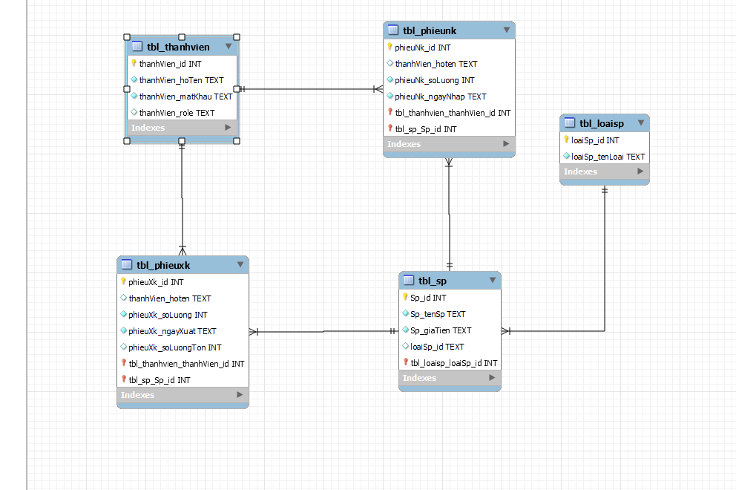 tbl_thanhvien
thanhVien_id INT
thanhVien_hoTen TEXT
thanhVien_matKhau TEXT
thanhVien_role TEXT
Indexes
tbl_phieunk
phieuNk_id INT
thanhVien_hoten TEXT
phieuNk_soLuong INT
phieuNk_ngayNhap TEXT
tbl_thanhvien_thanhVien_id INT
tbl_sp_Sp_id INT
Indexes
tbl_loaisp
loaiSp_id INT
loaiSp_tenLoai TEXT
Indexes
tbl_phieuxk
phieuXk_id INT
thanhVien_hoten TEXT
phieuXk_soLuong INT
phieuXk_ngayXuat TEXT
phieuXk_soLuongTon INT
tbl_thanhvien_thanhVien_id INT
tbl_sp_Sp_id INT
Indexes
tbl_sp
Sp_id INT
Sp_tenSp TEXT
Sp_giaTien TEXT
loaiSp_id TEXT
tbl_loaisp_loaiSp_id INT
Indexes